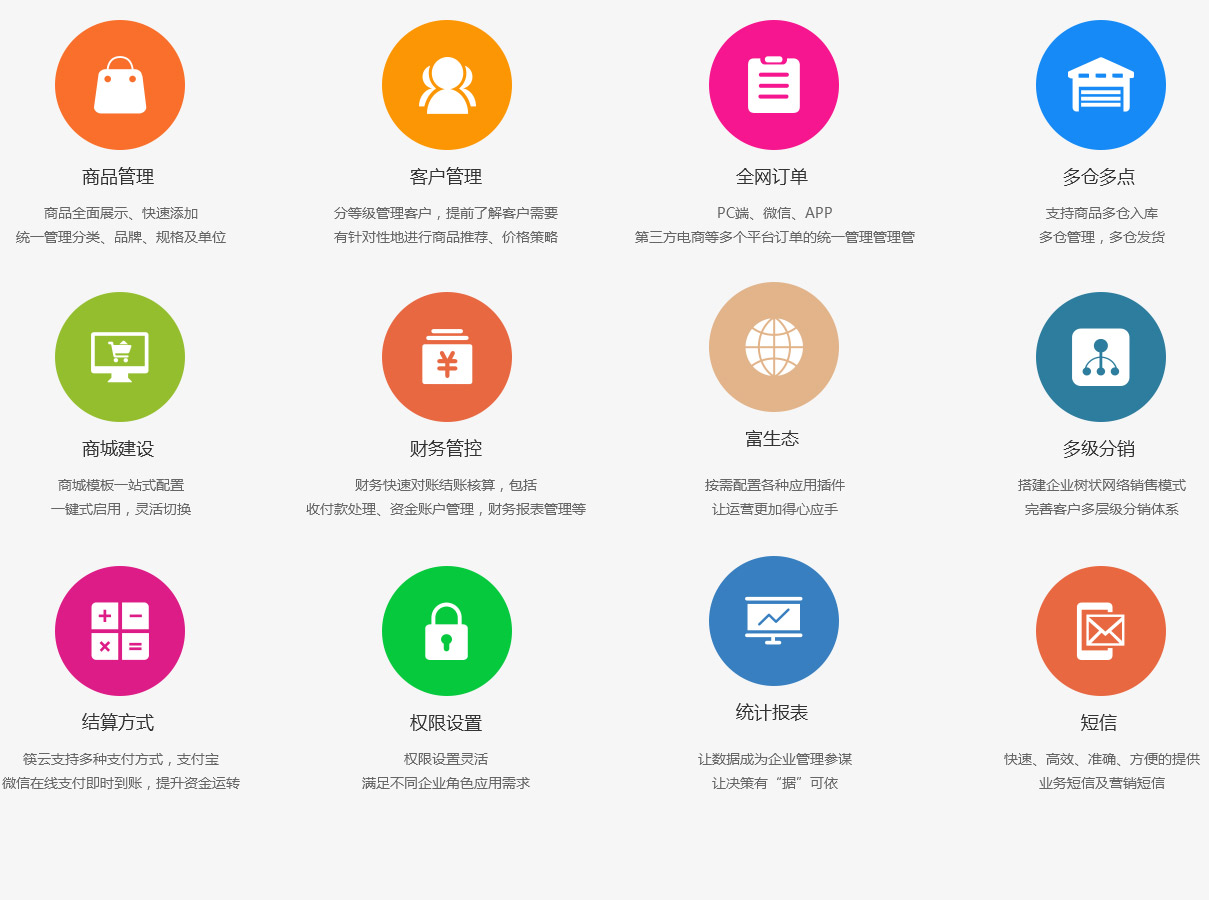 商品管理
商品全面展示、快速添加
统一管理分类、品牌、规格及单位
客户管理
分等级管理客户，提前了解客户需要
有针对性地进行商品推荐、价格策略
全网订单
PC端、微信、APP
第三方电商等多个平台订单的统一管理管理管
多仓多点
支持商品多仓入库
多仓管理，多仓发货
商城建设
商城模板一站式配置
一键式启用，灵活切换
财务管控
财务快速对账结账核算，包括
收付款处理、资金账户管理，财务报表管理等
富生态
按需配置各种应用插件
让运营更加得心应手
多级分销
搭建企业树状网络销售模式
完善客户多层级分销体系
结算方式
筷云支持多种支付方式，支付宝
微信在线支付即时到账，提升资金运转
权限设置
权限设置灵活
满足不同企业角色应用需求
统计报表
让数据成为企业管理参谋
让决策有“据”可依
短信
快速、高效、准确、方便的提供
业务短信及营销短信